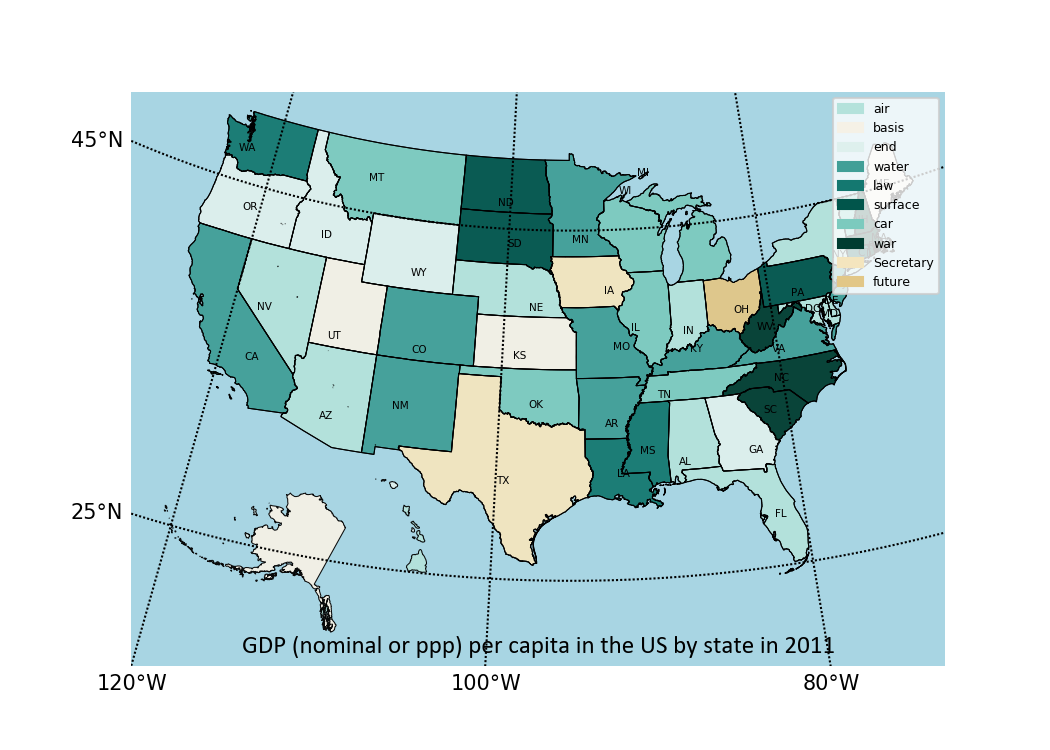 45°N
25°N
120°W
100°W
80°W
air
basis
end
water
law
surface
car
war
Secretary
future
WA
MT
ND
MI
WI
OR
ID
SD
MN
WY
PA
IA
NV
NE
OH
DC
DE
MD
UT
IL
IN
WV
CA
CO
KS
MO
KY
VA
AZ
NM
OK
TN
NC
AR
SC
MS
GA
AL
LA
TX
FL
GDP (nominal or ppp) per capita in the US by state in 2011